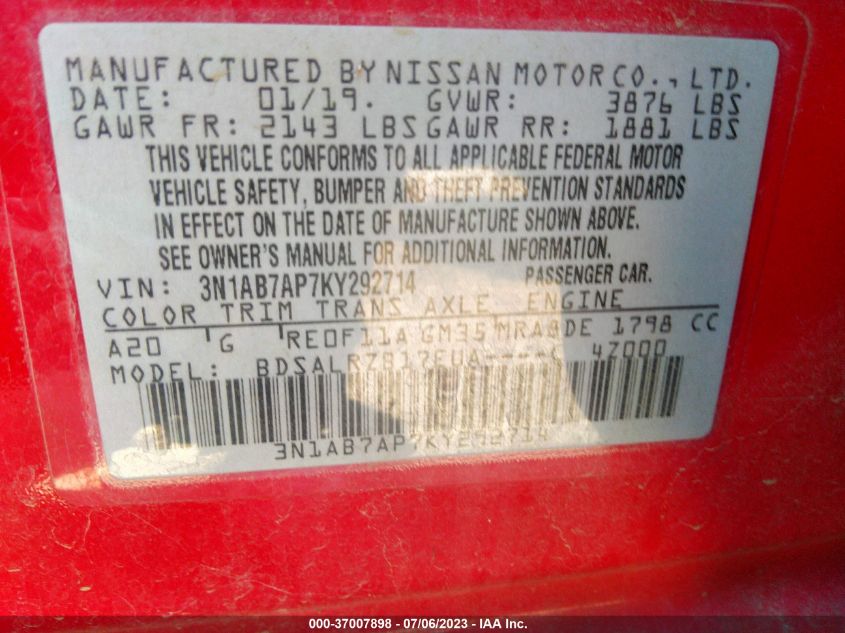 MANUFACTURED BY NISSAN MOTOR CO., LTD.
DATE: 01/19. GVWR: 3876 LBS
GAWR FR: 2143 LBS GAWR RR: 1881 LBS
THIS VEHICLE CONFORMS TO ALL APPLICABLE FEDERAL MOTOR
VEHICLE SAFETY, BUMPER AND THEFT PREVENTION STANDARDS
IN EFFECT ON THE DATE OF MANUFACTURE SHOWN ABOVE.
SEE OWNER'S MANUAL FOR ADDITIONAL INFORMATION.
VIN: 3N1AB7AP7KY292714 PASSENGER CAR.
COLOR TRIM TRANS AXLE ENGINE
A20 G RE0F11A GM35 MRA8DE 1798 CC
MODEL: 4Z000
3N1AB7AP7KY292714
000-37007898 | 07/06/2023 | IAA Inc.